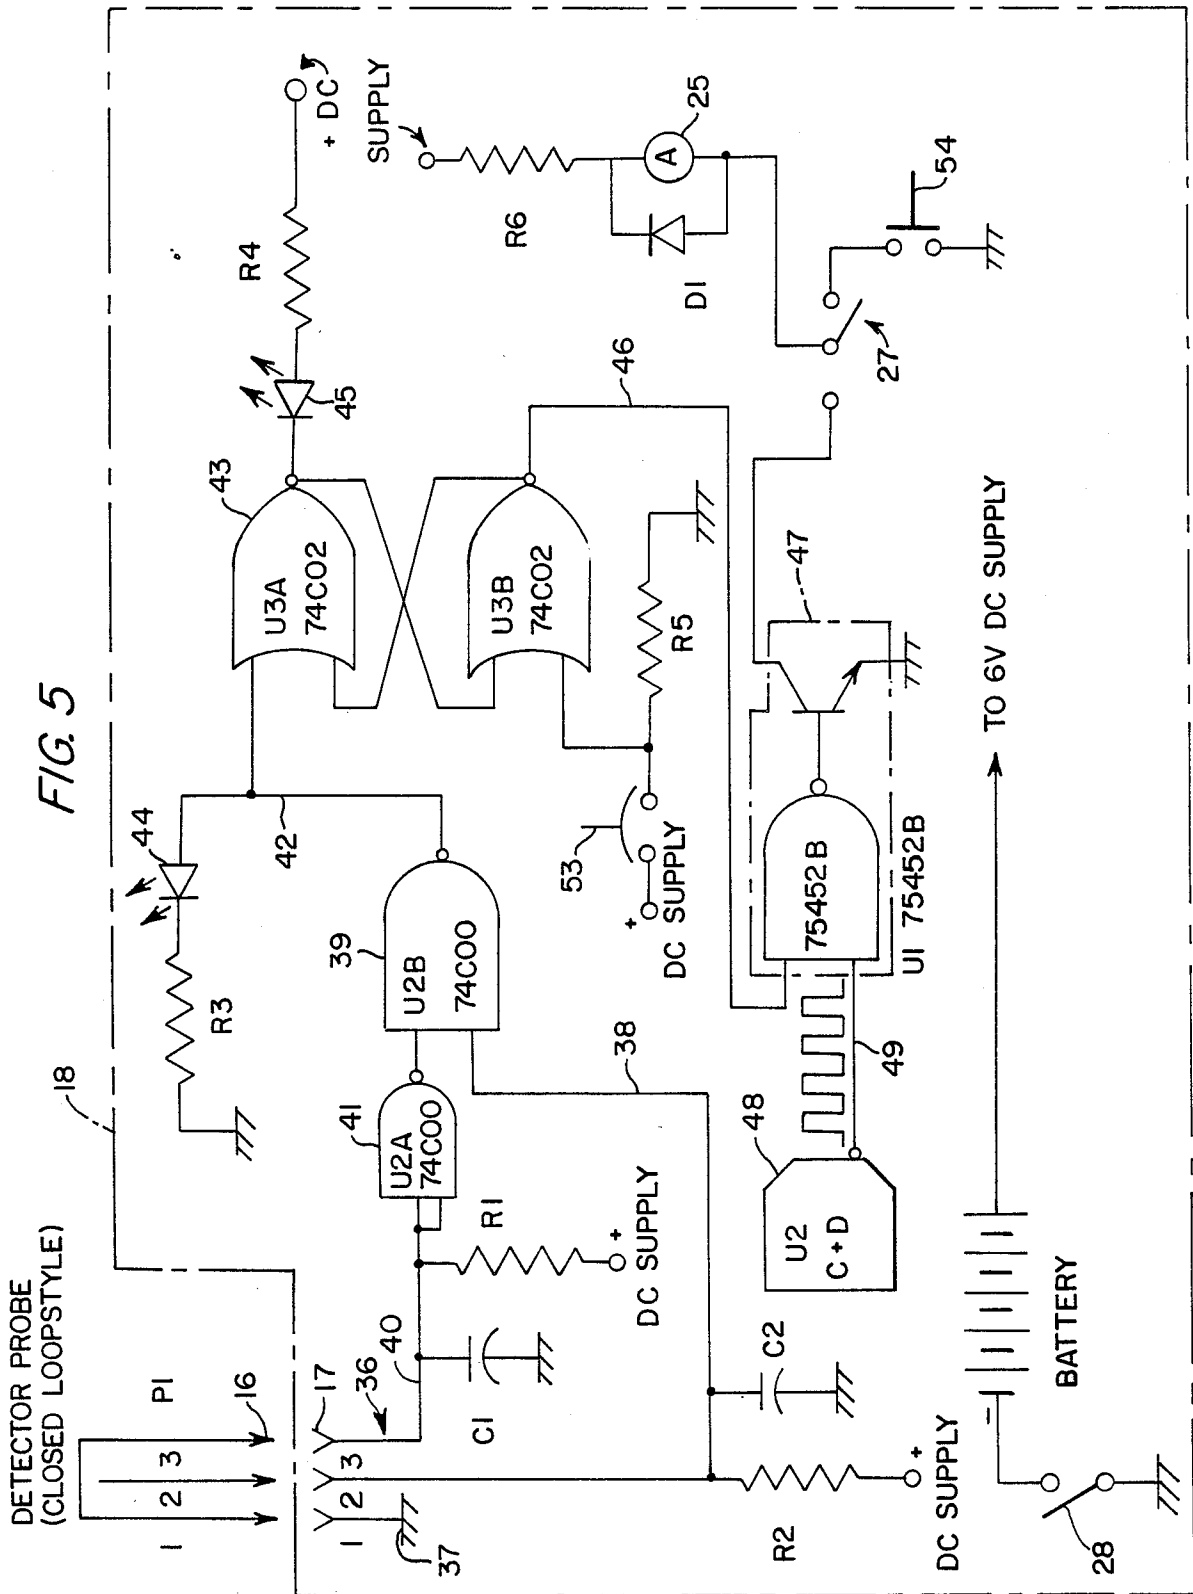 FIG. 5
DETECTOR PROBE
(CLOSED LOOPSTYLE)
P1
1
2
3
16
17
1
2
3
36
37
18
40
C1
R1
+
DC SUPPLY
41
U2A
74C00
39
U2B
74C00
38
R3
44
42
43
U3A
74C02
45
R4
+ DC
SUPPLY
U3B
74C02
46
R5
53
+
DC SUPPLY
R6
25
A
D1
54
27
47
75452B
U1 75452B
49
48
U2
C+D
C2
R2
+
DC SUPPLY
BATTERY
−
28
TO 6V DC SUPPLY